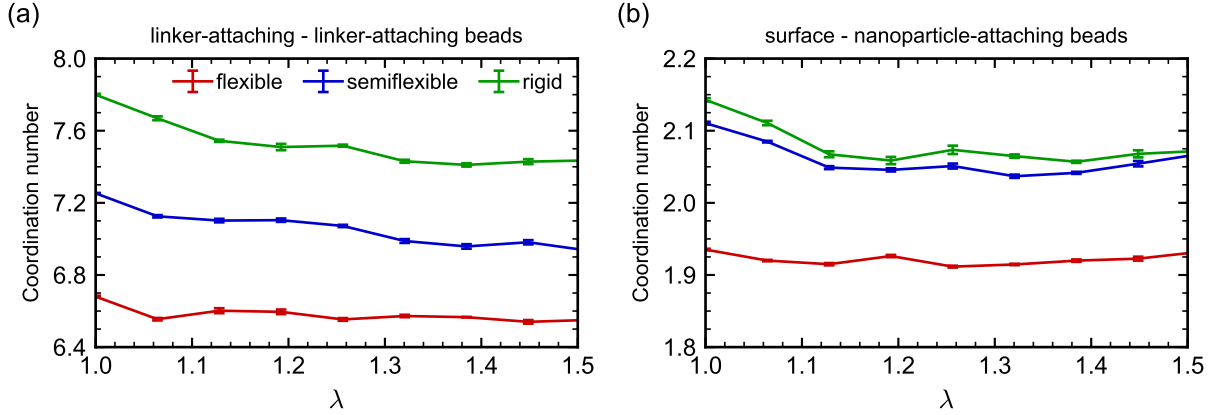 (a)
linker-attaching - linker-attaching beads
8.0
7.6
7.2
6.8
6.4
Coordination number
flexible
semiflexible
rigid
1.0
1.1
1.2
1.3
1.4
1.5
λ
(b)
surface - nanoparticle-attaching beads
2.2
2.1
2.0
1.9
1.8
Coordination number
1.0
1.1
1.2
1.3
1.4
1.5
λ